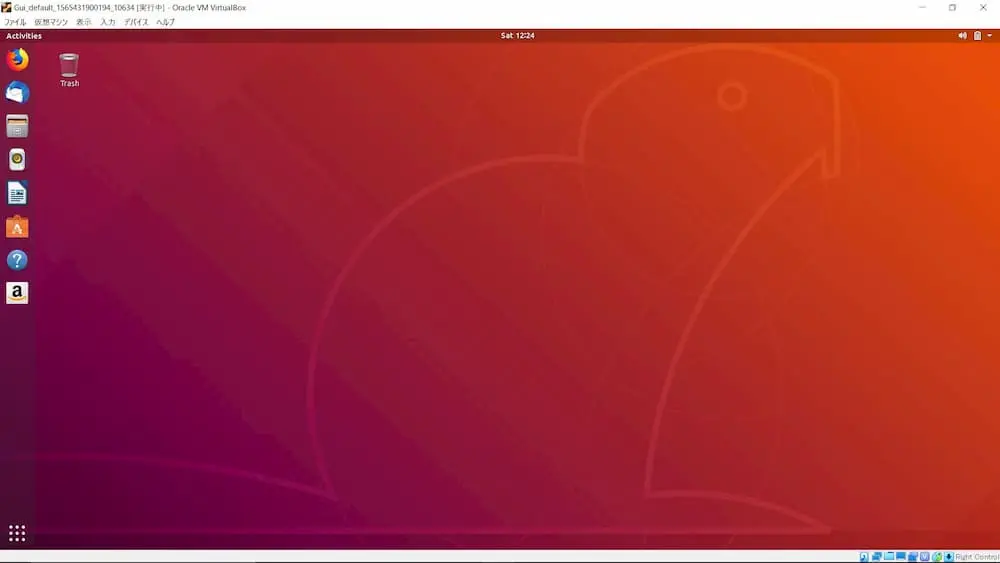 Gui_default_1565431900194_10634 [実行中] - Oracle VM VirtualBox
ファイル 仮想マシン 表示 入力 デバイス ヘルプ
Activities Sat 12:24
Trash
Right Control